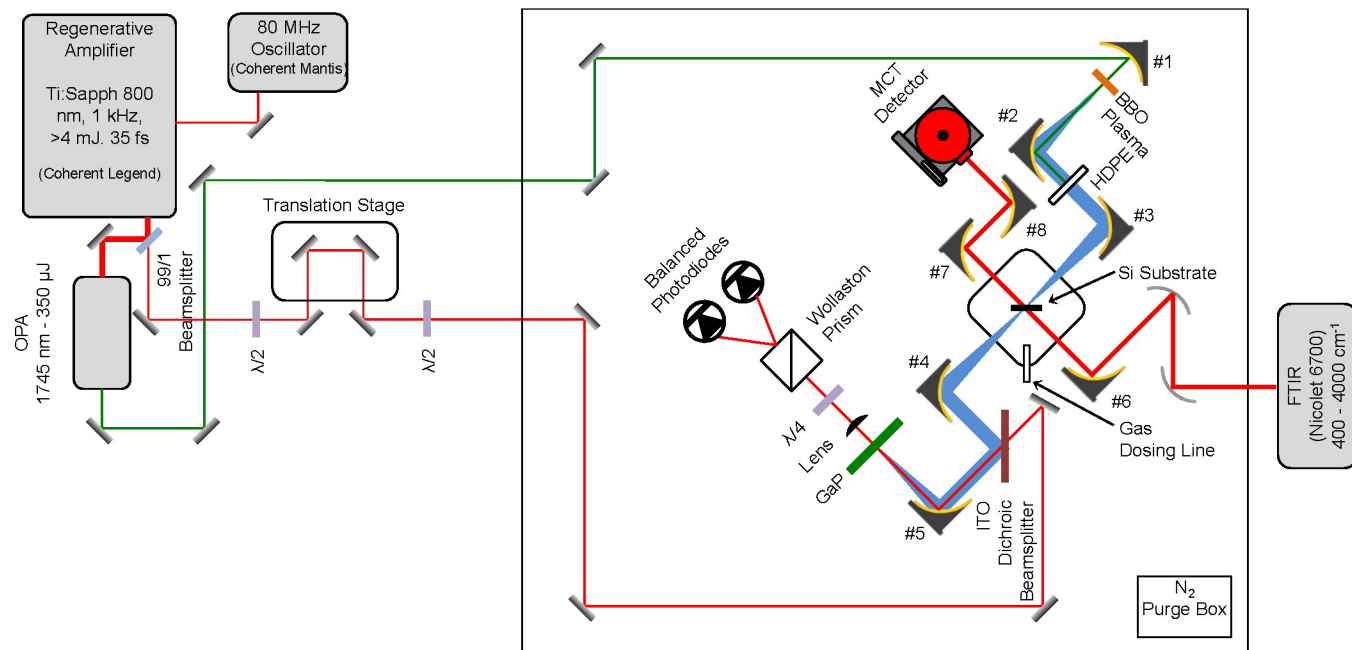 Regenerative
Amplifier
Ti:Sapph 800
nm, 1 kHz,
>4 mJ. 35 fs
(Coherent Legend)
80 MHz
Oscillator
(Coherent Mantis)
OPA
1745 nm - 350 µJ
99/1
Beamsplitter
λ/2
Translation Stage
λ/2
#1
BBO
Plasma
HDPE
#2
#3
MCT
Detector
#8
#7
Si Substrate
Balanced
Photodiodes
Wollaston
Prism
#4
#6
Gas
Dosing Line
λ/4
Lens
GaP
#5
ITO
Dichroic
Beamsplitter
FTIR
(Nicolet 6700)
400 - 4000 cm⁻¹
N₂
Purge Box